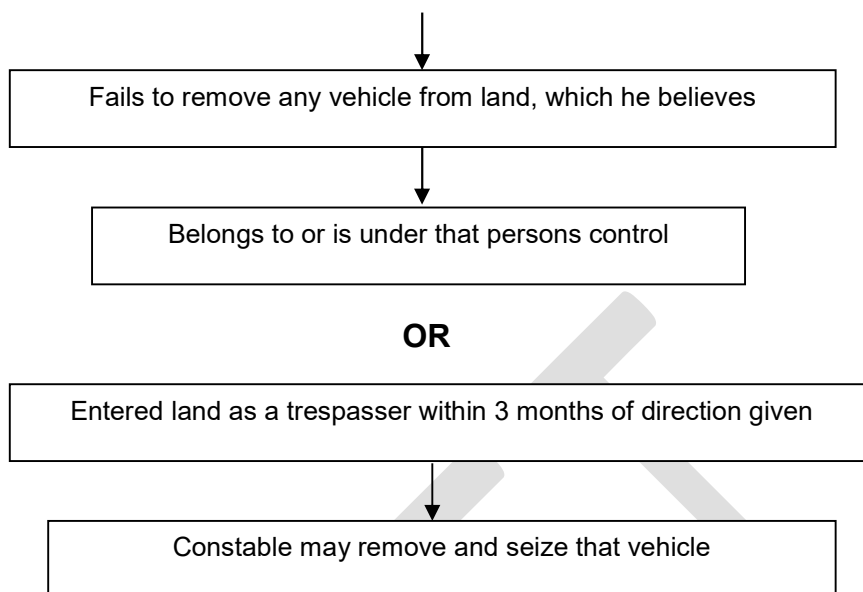 Fails to remove any vehicle from land, which he believes
Belongs to or is under that persons control
OR
Entered land as a trespasser within 3 months of direction given
Constable may remove and seize that vehicle